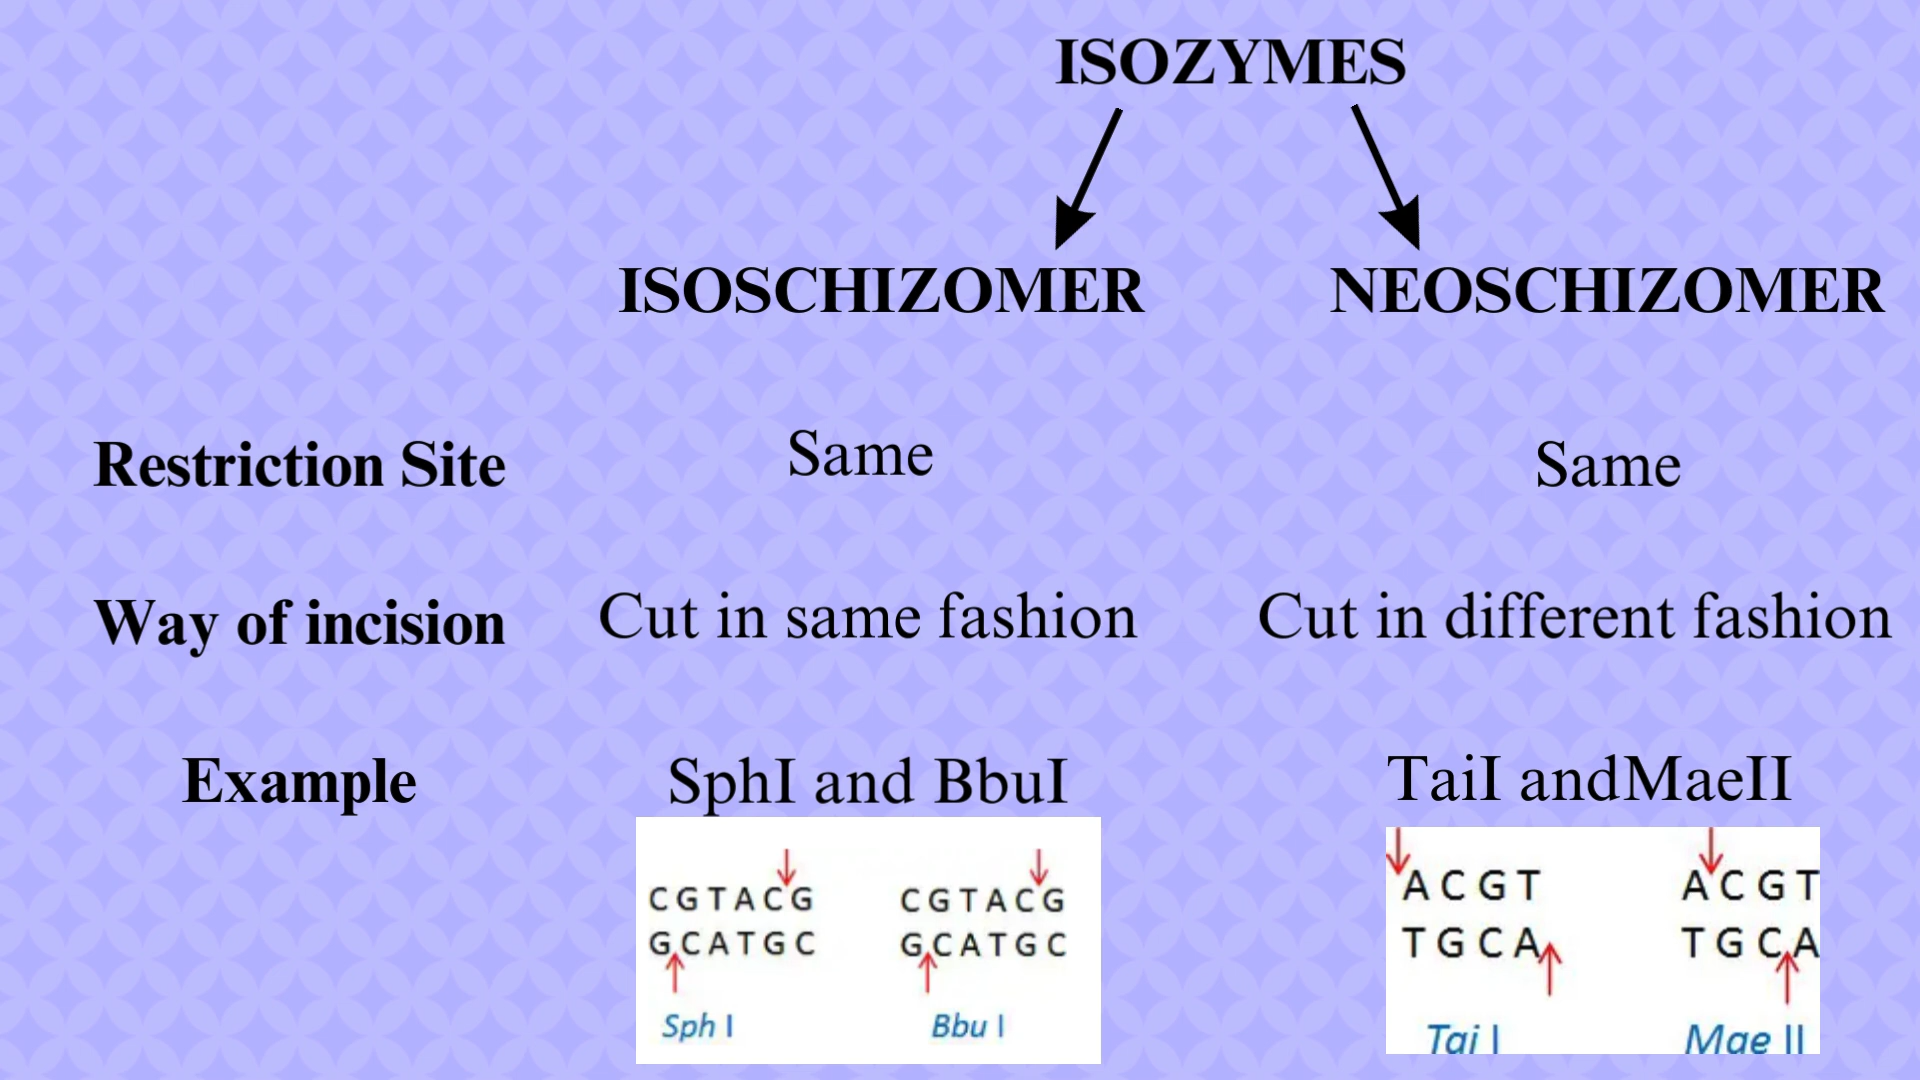 ISOZYMES
ISOSCHIZOMER NEOSCHIZOMER
Restriction Site Same Same
Way of incision Cut in same fashion Cut in different fashion
Example SphI and BbuI TaiI andMaeII
CGTACG CGTACG ACGT ACGT
GCATGC GCATGC TGCA TGCA
Sph I Bbu I Tai I Mae II